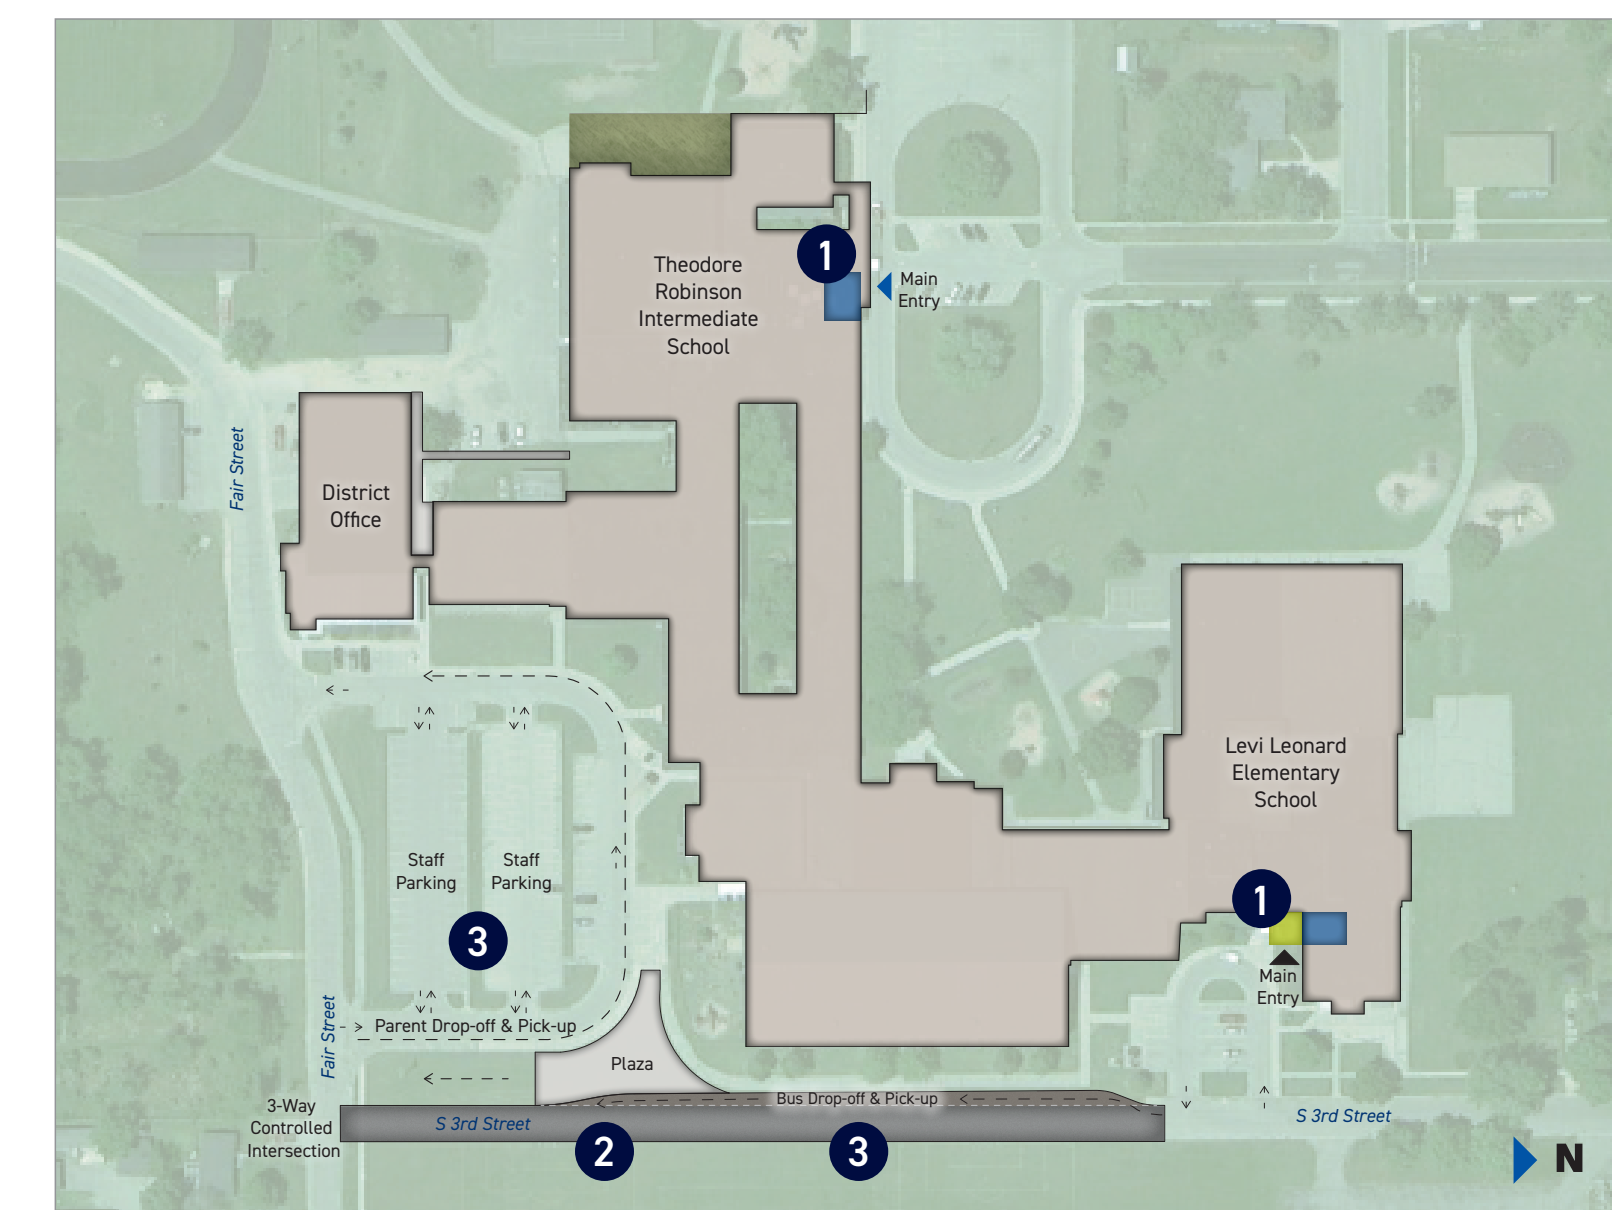 1
Theodore
Robinson
Intermediate
School
Main
Entry
Fair Street
District
Office
Levi Leonard
Elementary
School
Staff
Parking
Staff
Parking
1
3
Main
Entry
Fair Street
Parent Drop-off & Pick-up
Plaza
Bus Drop-off & Pick-up
3-Way
Controlled
Intersection
S 3rd Street
S 3rd Street
2
3
N